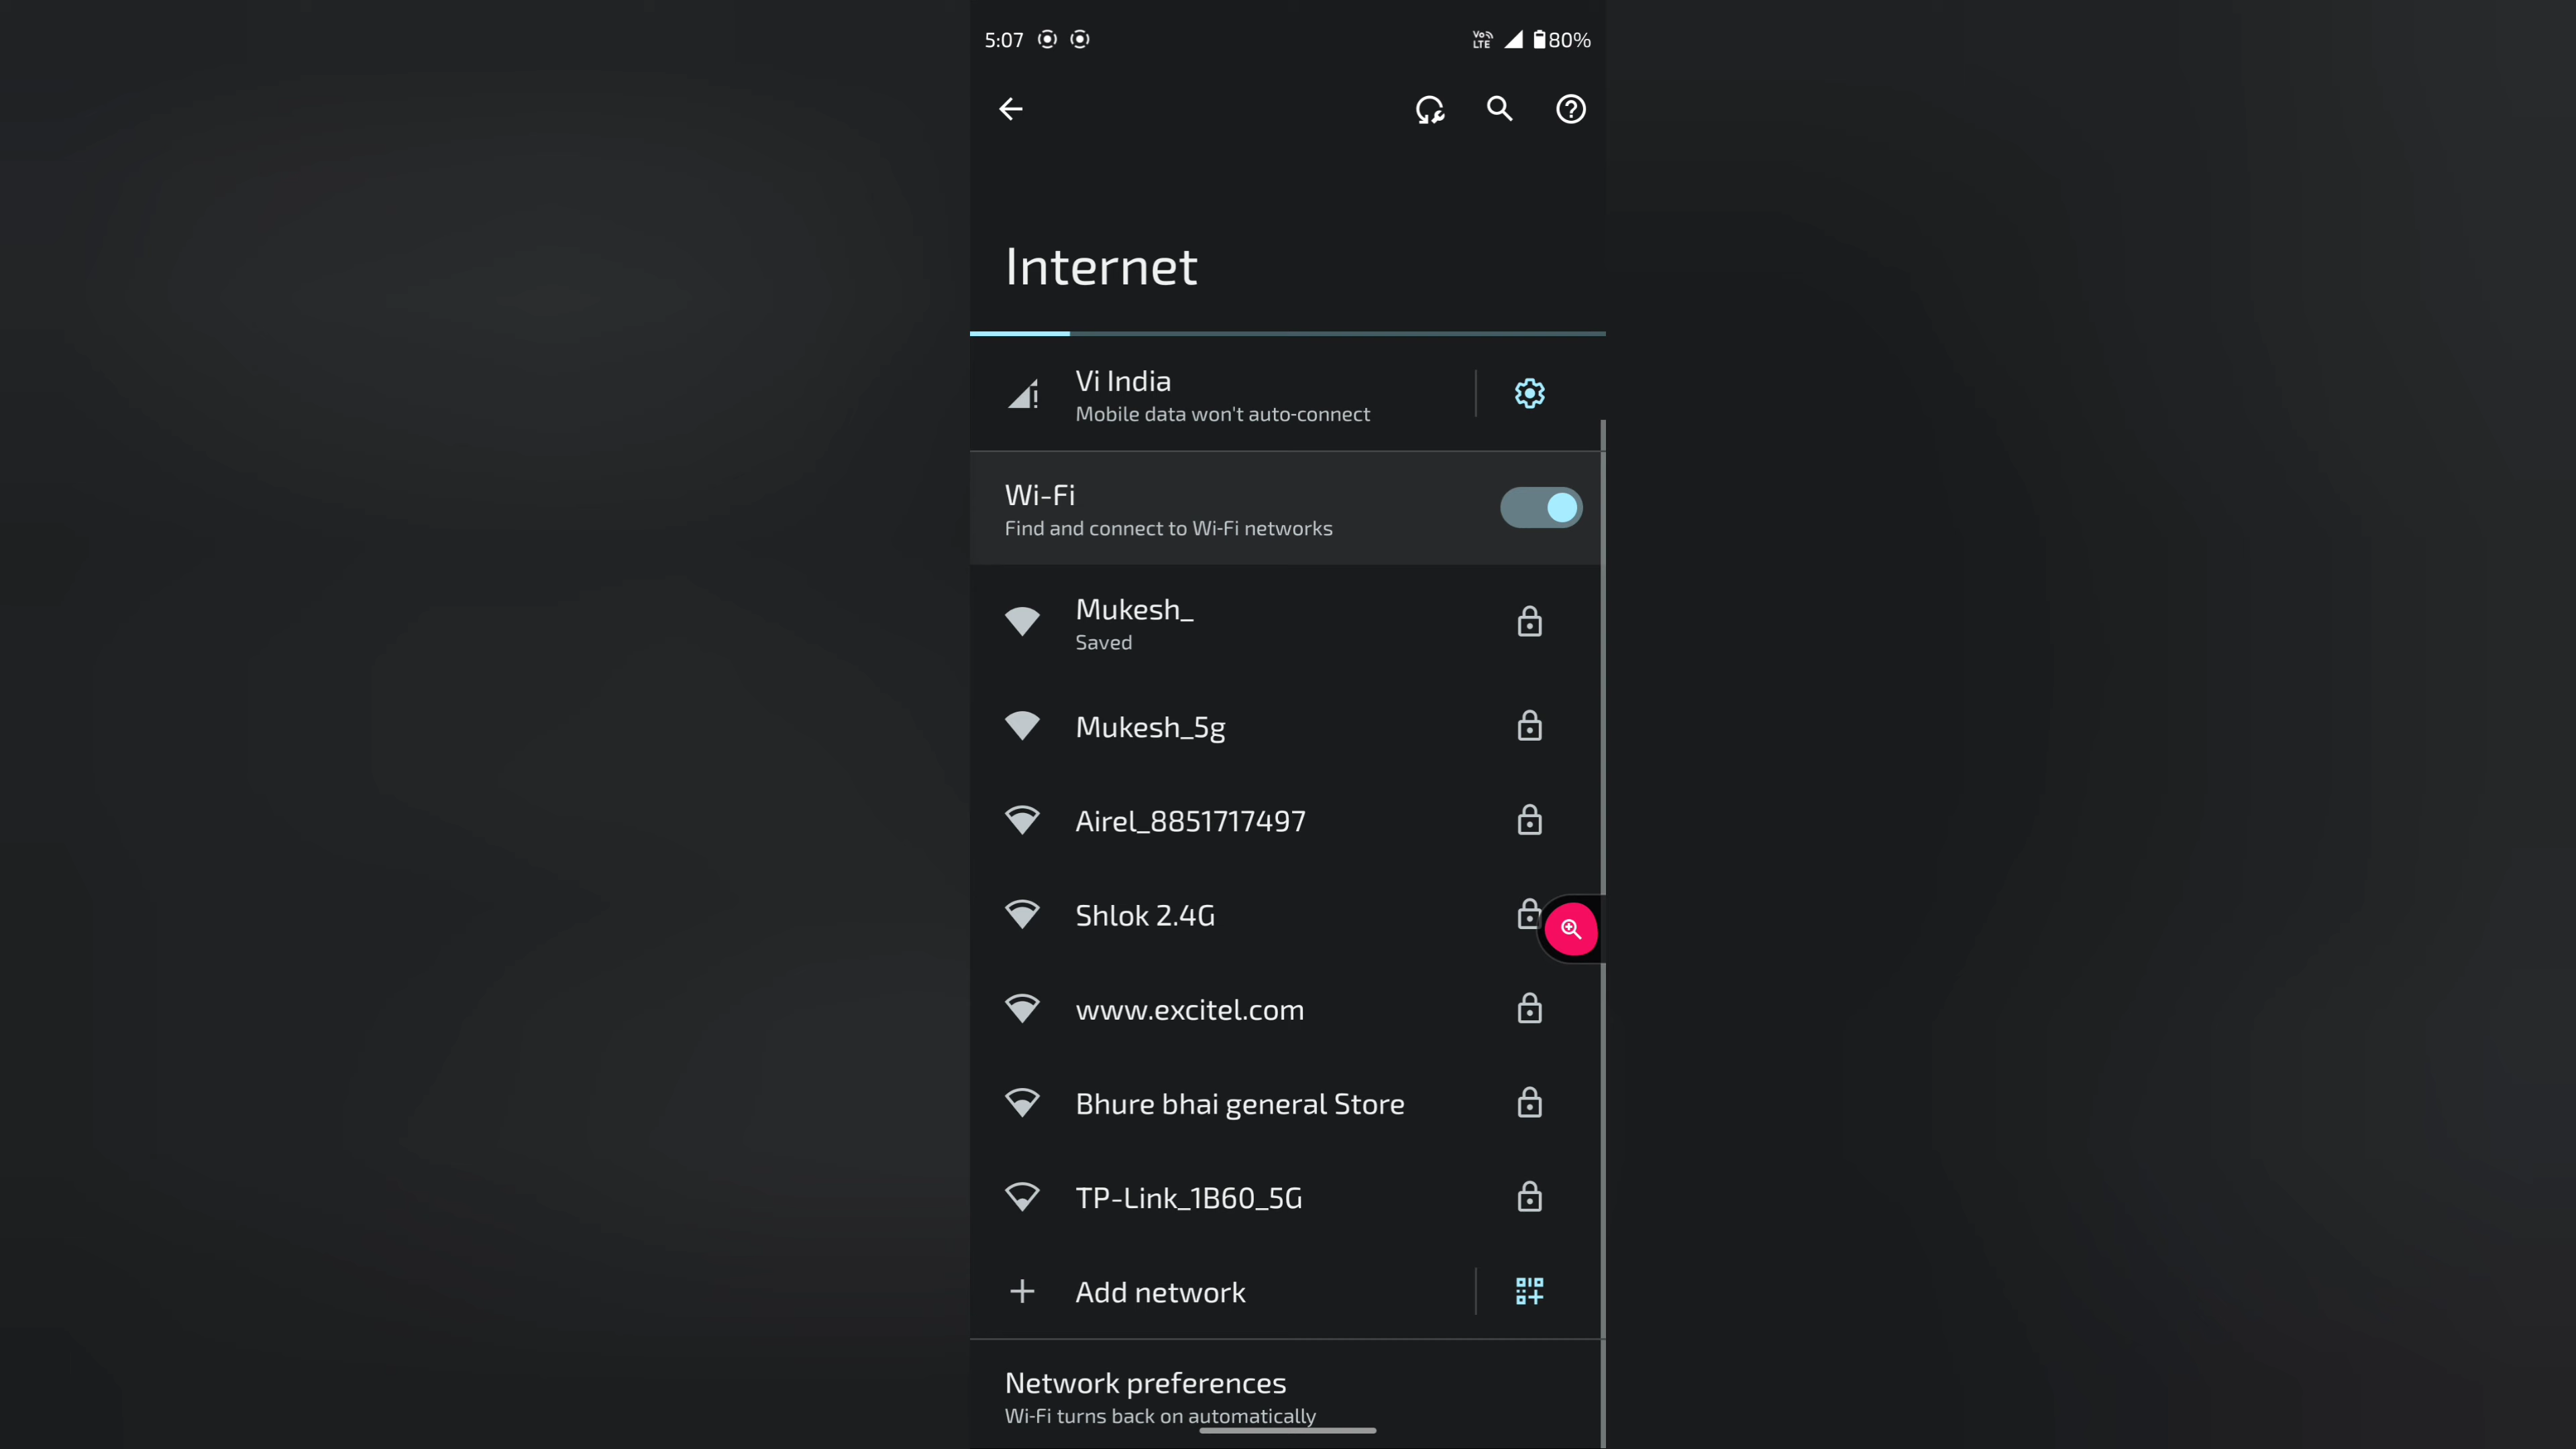 5:07
Vo LTE 80%
Internet
Vi India
Mobile data won't auto-connect
Wi-Fi
Find and connect to Wi-Fi networks
Mukesh_
Saved
Mukesh_5g
Airel_8851717497
Shlok 2.4G
www.excitel.com
Bhure bhai general Store
TP-Link_1B60_5G
Add network
Network preferences
Wi-Fi turns back on automatically